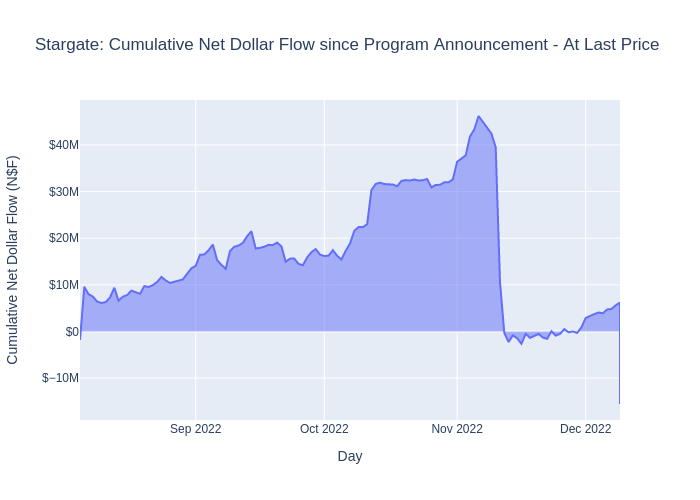 Stargate: Cumulative Net Dollar Flow since Program Announcement - At Last Price
Cumulative Net Dollar Flow (N$F)
$40M
$30M
$20M
$10M
$0
$−10M
Sep 2022
Oct 2022
Nov 2022
Dec 2022
Day